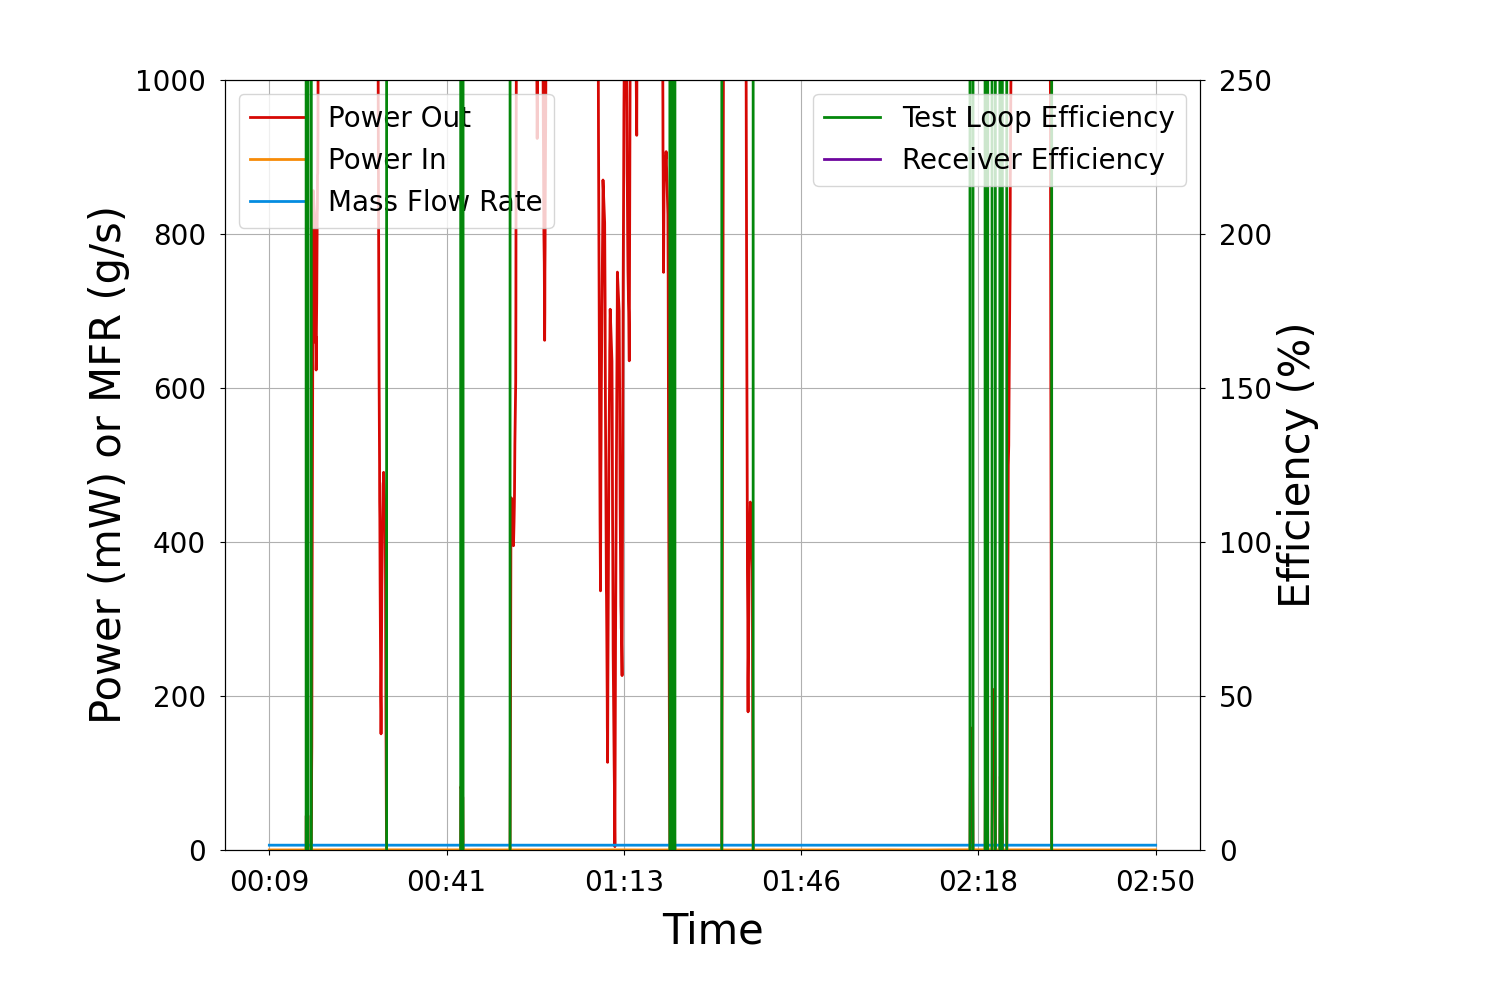 1000
800
600
400
200
0
Power (mW) or MFR (g/s)
Power Out
Power In
Mass Flow Rate
Test Loop Efficiency
Receiver Efficiency
250
200
150
100
50
0
Efficiency (%)
00:09 00:41 01:13 01:46 02:18 02:50
Time